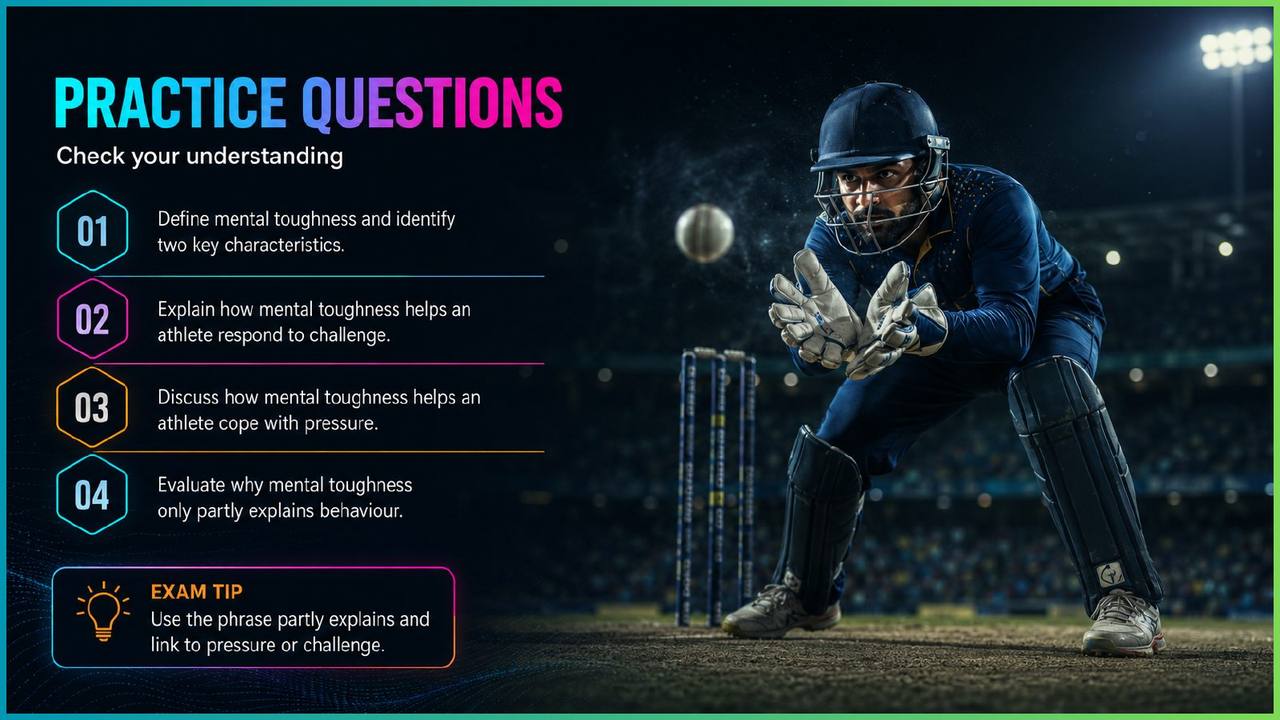 PRACTICE QUESTIONS
Check your understanding
01
Define mental toughness and identify
two key characteristics.
02
Explain how mental toughness helps an
athlete respond to challenge.
03
Discuss how mental toughness helps an
athlete cope with pressure.
04
Evaluate why mental toughness
only partly explains behaviour.
EXAM TIP
Use the phrase partly explains and
link to pressure or challenge.